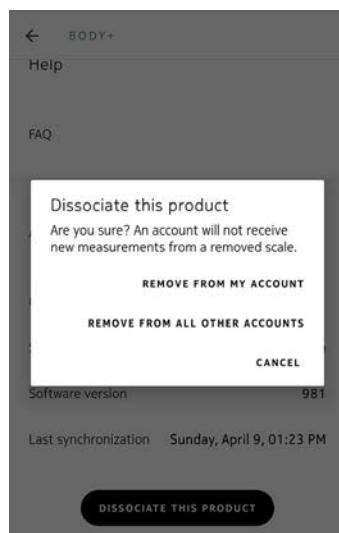 BODY+
Help
FAQ
Dissociate this product
Are you sure? An account will not receive
new measurements from a removed scale.
REMOVE FROM MY ACCOUNT
REMOVE FROM ALL OTHER ACCOUNTS
CANCEL
Software version 981
Last synchronization Sunday, April 9, 01:23 PM
DISSOCIATE THIS PRODUCT